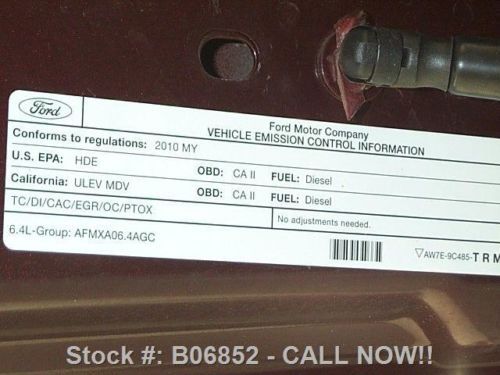 Ford
Ford Motor Company
VEHICLE EMISSION CONTROL INFORMATION
Conforms to regulations: 2010 MY
U.S. EPA: HDE OBD: CA II FUEL: Diesel
California: ULEV MDV OBD: CA II FUEL: Diesel
TC/DI/CAC/EGR/OC/PTOX No adjustments needed.
6.4L-Group: AFMXA06.4AGC
▽AW7E-9C485-TRM
Stock #: B06852 - CALL NOW!!